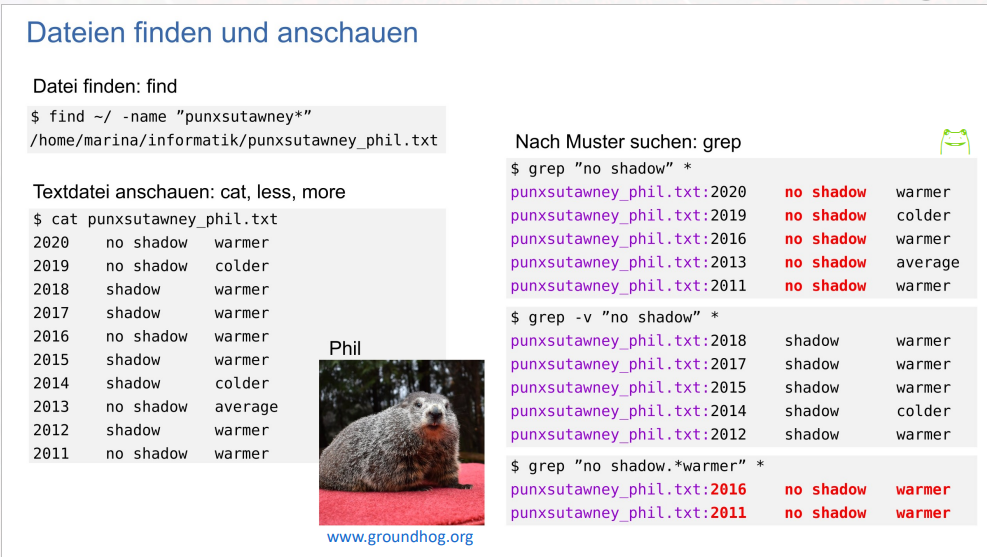 Dateien finden und anschauen
Datei finden: find
$ find ~/ -name ”punxsutawney*”
/home/marina/informatik/punxsutawney_phil.txt
Textdatei anschauen: cat, less, more
$ cat punxsutawney_phil.txt
2020 no shadow warmer
2019 no shadow colder
2018 shadow warmer
2017 shadow warmer
2016 no shadow warmer
2015 shadow warmer
2014 shadow colder
2013 no shadow average
2012 shadow warmer
2011 no shadow warmer
Phil
www.groundhog.org
Nach Muster suchen: grep
$ grep ”no shadow” *
punxsutawney_phil.txt:2020 no shadow warmer
punxsutawney_phil.txt:2019 no shadow colder
punxsutawney_phil.txt:2016 no shadow warmer
punxsutawney_phil.txt:2013 no shadow average
punxsutawney_phil.txt:2011 no shadow warmer
$ grep -v ”no shadow” *
punxsutawney_phil.txt:2018 shadow warmer
punxsutawney_phil.txt:2017 shadow warmer
punxsutawney_phil.txt:2015 shadow warmer
punxsutawney_phil.txt:2014 shadow colder
punxsutawney_phil.txt:2012 shadow warmer
$ grep ”no shadow.*warmer” *
punxsutawney_phil.txt:2016 no shadow warmer
punxsutawney_phil.txt:2011 no shadow warmer